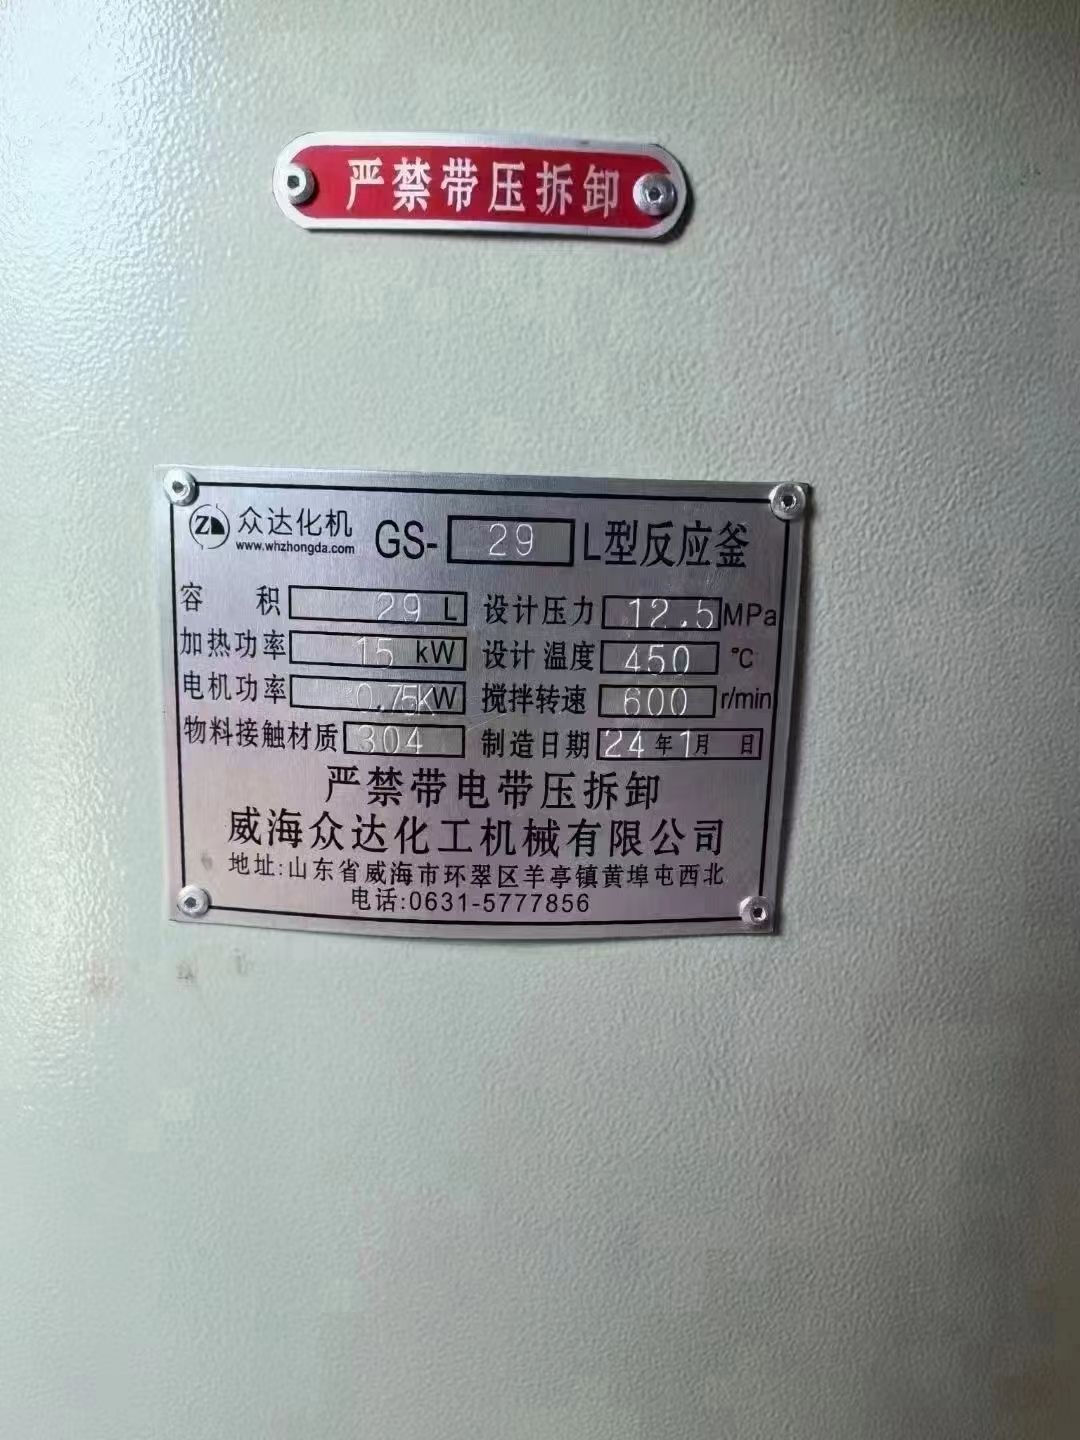 严禁带压拆卸
ZD 众达化机 GS- 29 L型反应釜
www.whzhongda.com
容 积 29 L 设计压力 12.5 MPa
加热功率 15 kW 设计温度 450 ℃
电机功率 0.75KW 搅拌转速 600 r/min
物料接触材质 304 制造日期 24年1月 日
严禁带电带压拆卸
威海众达化工机械有限公司
地址:山东省威海市环翠区羊亭镇黄埠屯西北
电话:0631-5777856